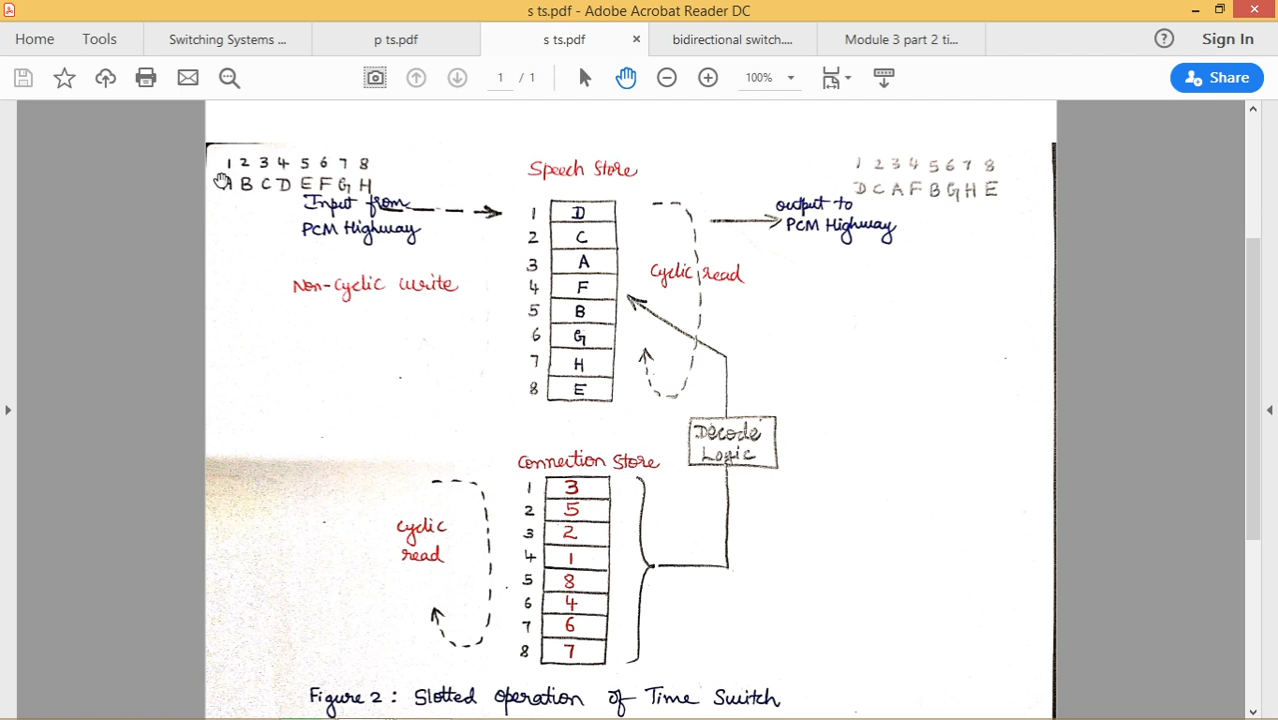 s ts.pdf - Adobe Acrobat Reader DC
Home
Tools
Switching Systems ...
p ts.pdf
s ts.pdf
×
bidirectional switch....
Module 3 part 2 ti...
?
Sign In
1 / 1
100%
Share
1 2 3 4 5 6 7 8
A B C D E F G H
Input from
PCM Highway
Non-cyclic write
Speech Store
1 D
2 C
3 A
4 F
5 B
6 G
7 H
8 E
cyclic read
1 2 3 4 5 6 7 8
D C A F B G H E
output to
PCM Highway
Decode
Logic
Connection Store
1 3
2 5
3 2
4 1
5 8
6 4
7 6
8 7
cyclic
read
Figure 2 : Slotted operation of Time Switch